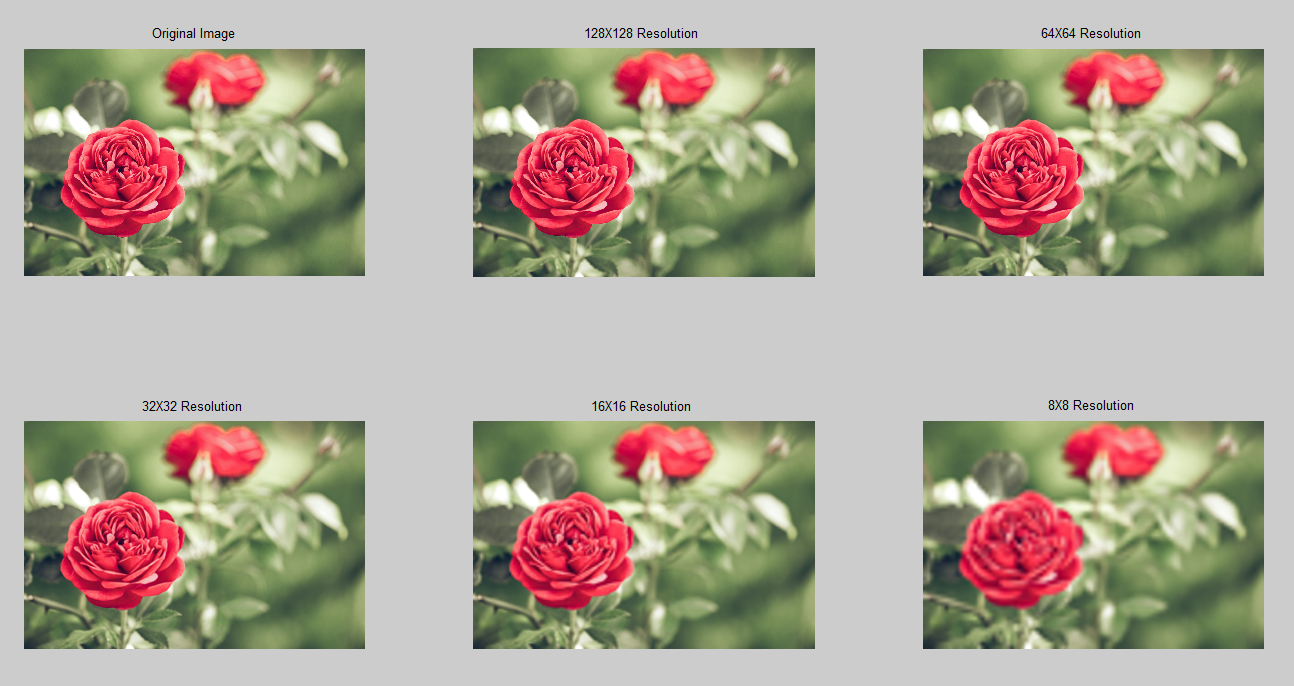 Original Image
128X128 Resolution
64X64 Resolution
32X32 Resolution
16X16 Resolution
8X8 Resolution